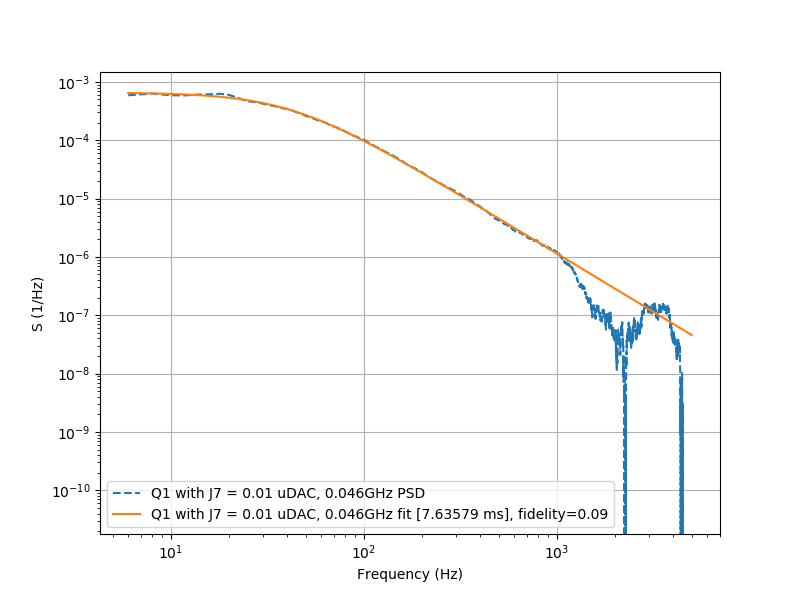 10⁻³
10⁻⁴
10⁻⁵
10⁻⁶
10⁻⁷
10⁻⁸
10⁻⁹
10⁻¹⁰
S (1/Hz)
Q1 with J7 = 0.01 uDAC, 0.046GHz PSD
Q1 with J7 = 0.01 uDAC, 0.046GHz fit [7.63579 ms], fidelity=0.09
10¹ 10² 10³
Frequency (Hz)